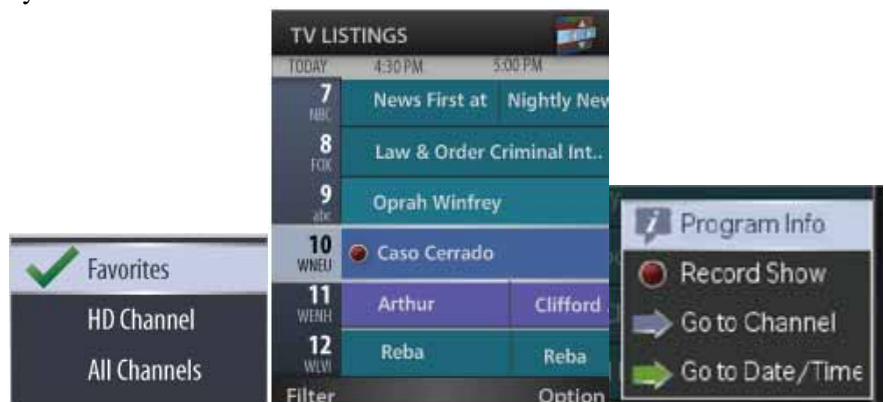 TV LISTINGS
TODAY 4:30 PM 5:00 PM
7 News First at Nightly New
NBC
8 Law & Order Criminal Int..
FOX
9 Oprah Winfrey
abc
10 Caso Cerrado
WNEU
11 Arthur Clifford
WENH
12 Reba Reba
WLVI
Filter Option
Favorites
HD Channel
All Channels
Program Info
Record Show
Go to Channel
Go to Date/Time